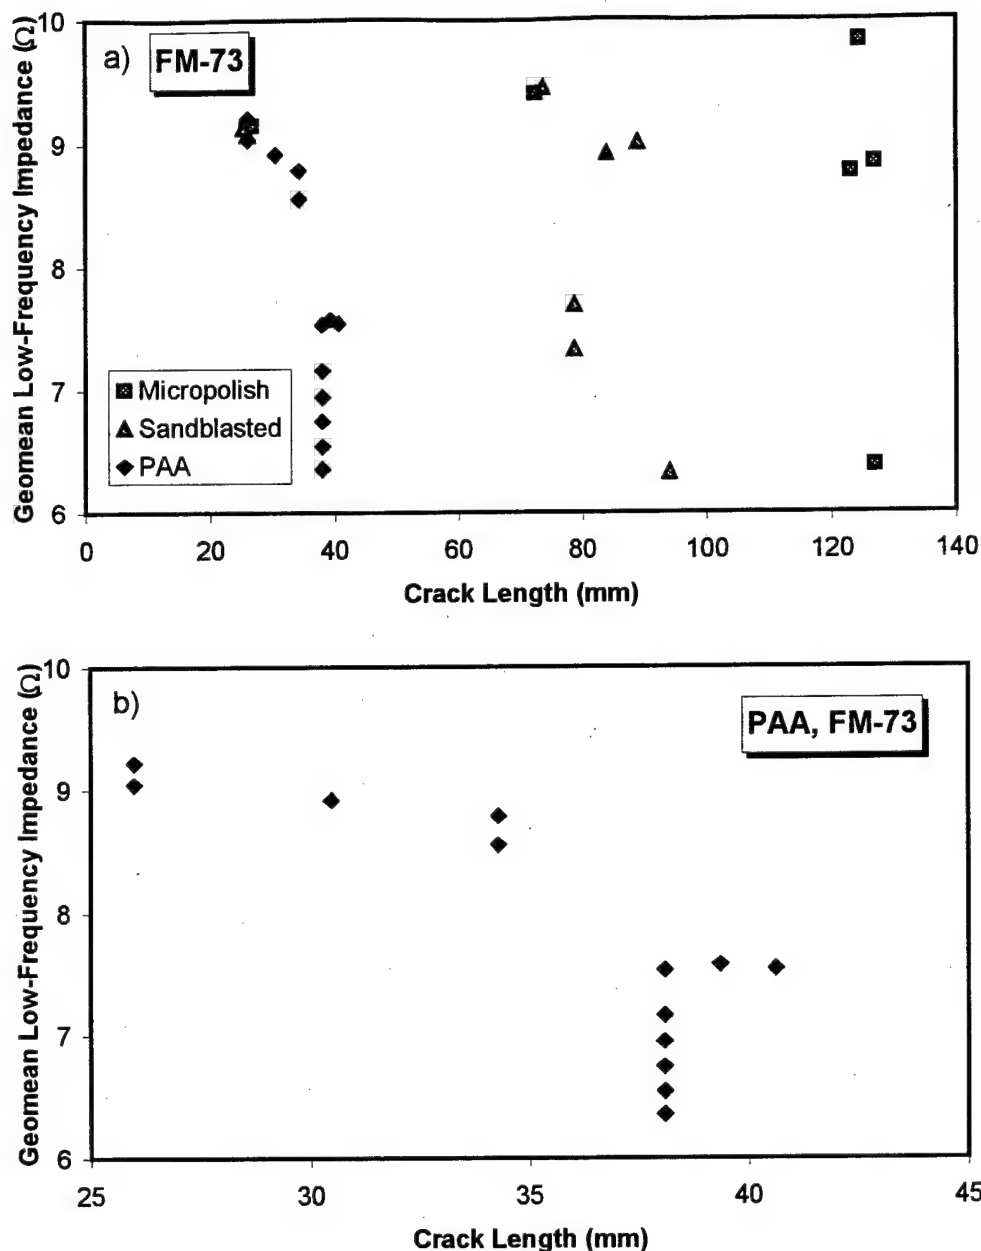 a) FM-73
Geomean Low-Frequency Impedance (Ω)
10
9
8
7
6
Micropolish
Sandblasted
PAA
0 20 40 60 80 100 120 140
Crack Length (mm)
b)
PAA, FM-73
Geomean Low-Frequency Impedance (Ω)
10
9
8
7
6
25 30 35 40 45
Crack Length (mm)